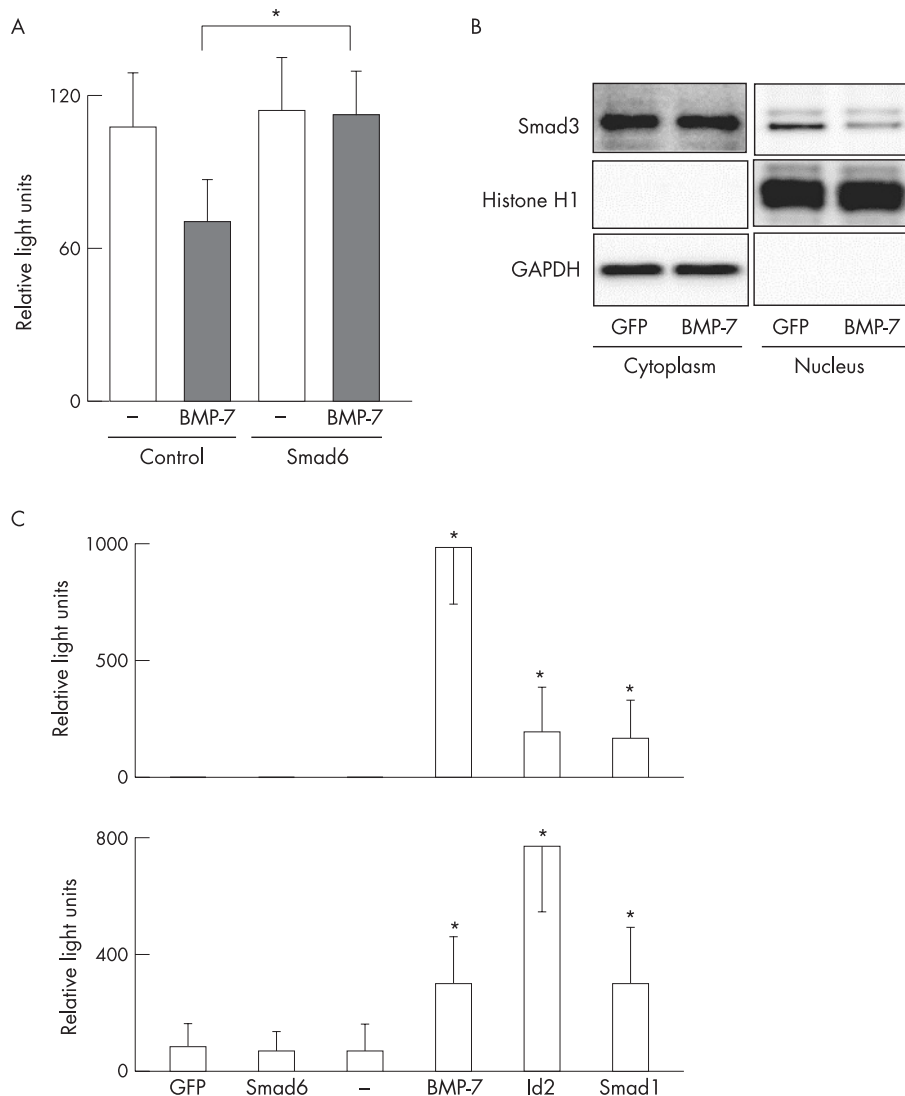 A
*
Relative light units
120
60
0
– BMP-7 – BMP-7
Control Smad6
B
Smad3
Histone H1
GAPDH
GFP BMP-7 GFP BMP-7
Cytoplasm Nucleus
C
Relative light units
1000
500
0
* * *
Relative light units
800
400
0
* * *
GFP Smad6 – BMP-7 Id2 Smad1